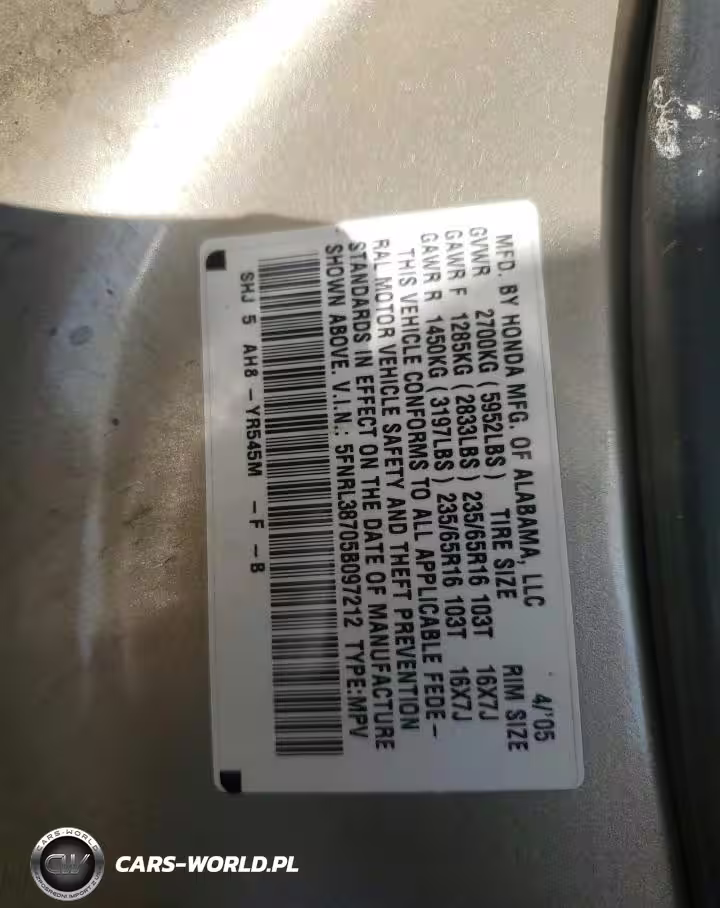 MFD. BY HONDA MFG. OF ALABAMA, LLC 4/'05
GVWR 2700KG ( 5952LBS ) TIRE SIZE RIM SIZE
GAWR F 1285KG ( 2833LBS ) 235/65R16 103T 16X7J
GAWR R 1450KG ( 3197LBS ) 235/65R16 103T 16X7J
THIS VEHICLE CONFORMS TO ALL APPLICABLE FEDE-
RAL MOTOR VEHICLE SAFETY AND THEFT PREVENTION
STANDARDS IN EFFECT ON THE DATE OF MANUFACTURE
SHOWN ABOVE. V.I.N.: 5FNRL38705B097212 TYPE:MPV
SHJ 5 AH8 -YR545M -F -B
CARS-WORLD
CW
CARS-WORLD.PL